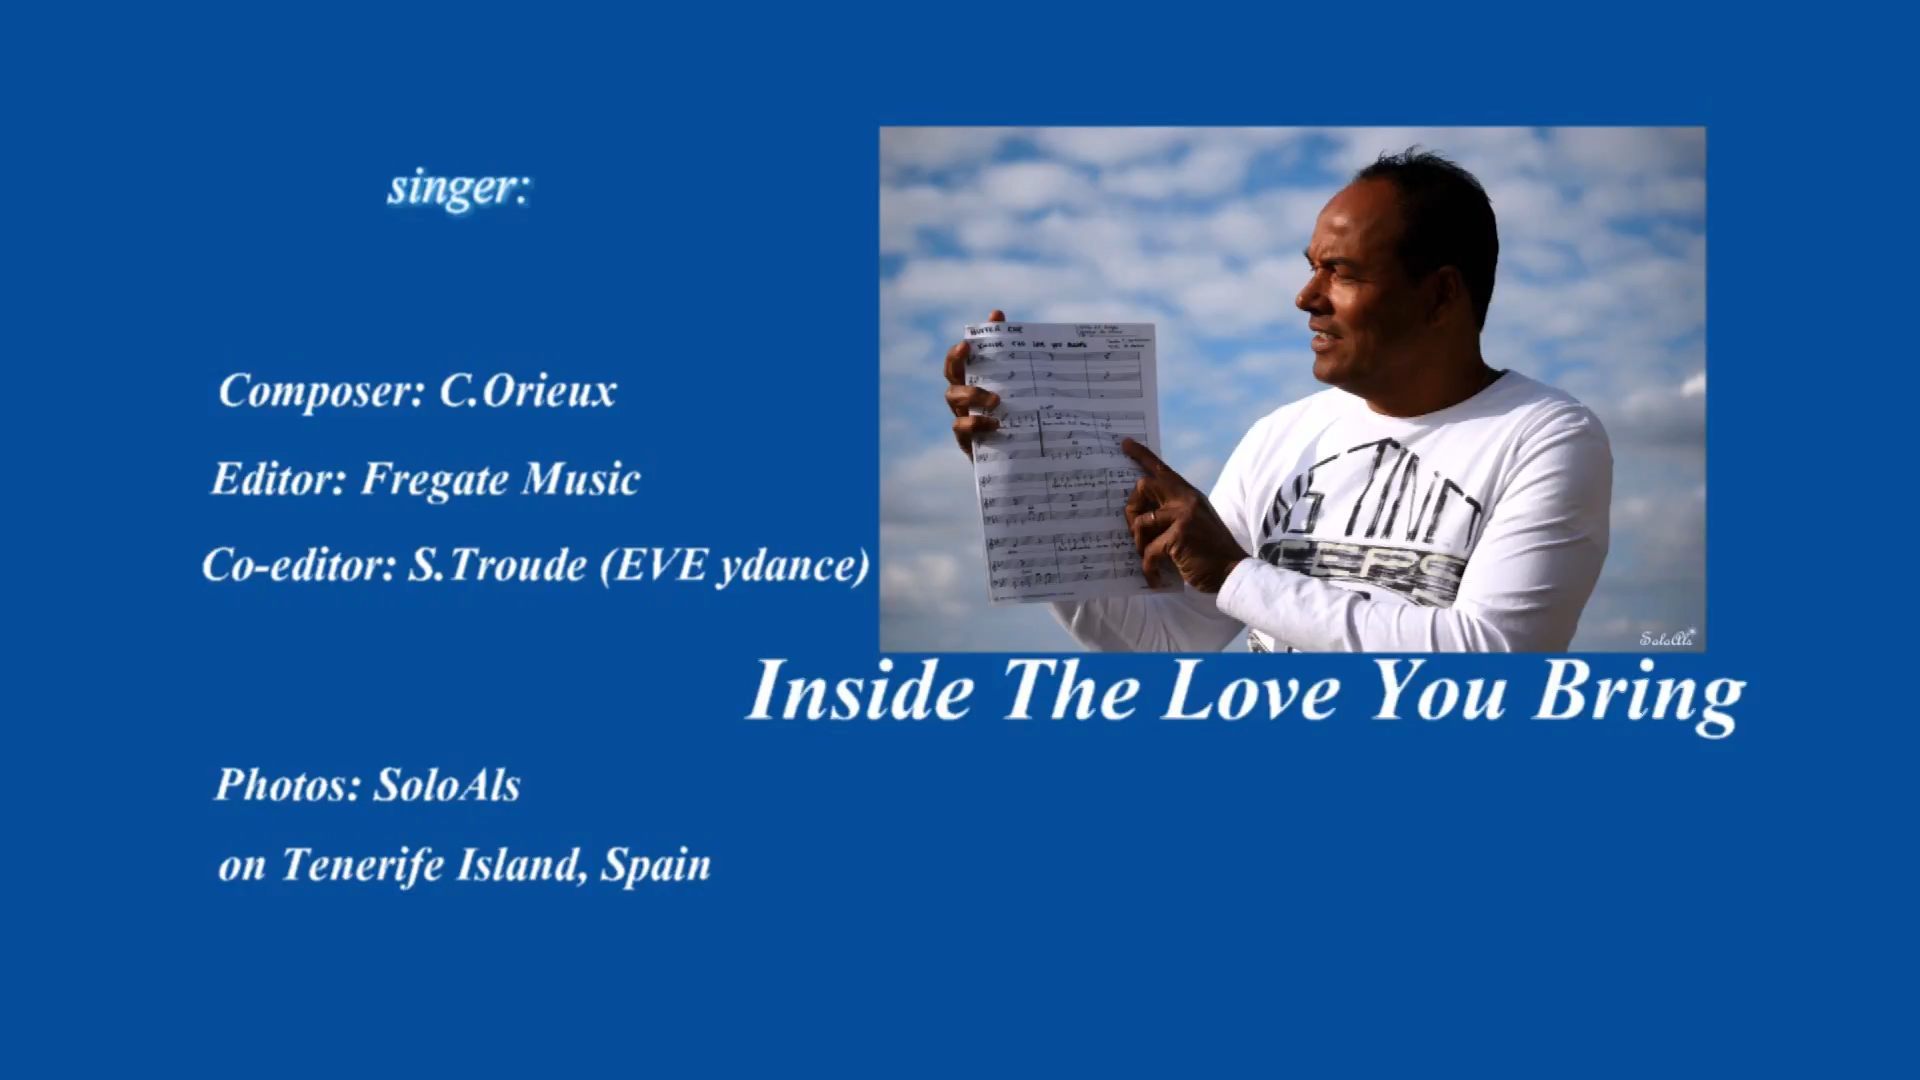 singer:
Composer: C.Orieux
Editor: Fregate Music
Co-editor: S.Troude (EVE ydance)
SoloAls
Inside The Love You Bring
Photos: SoloAls
on Tenerife Island, Spain